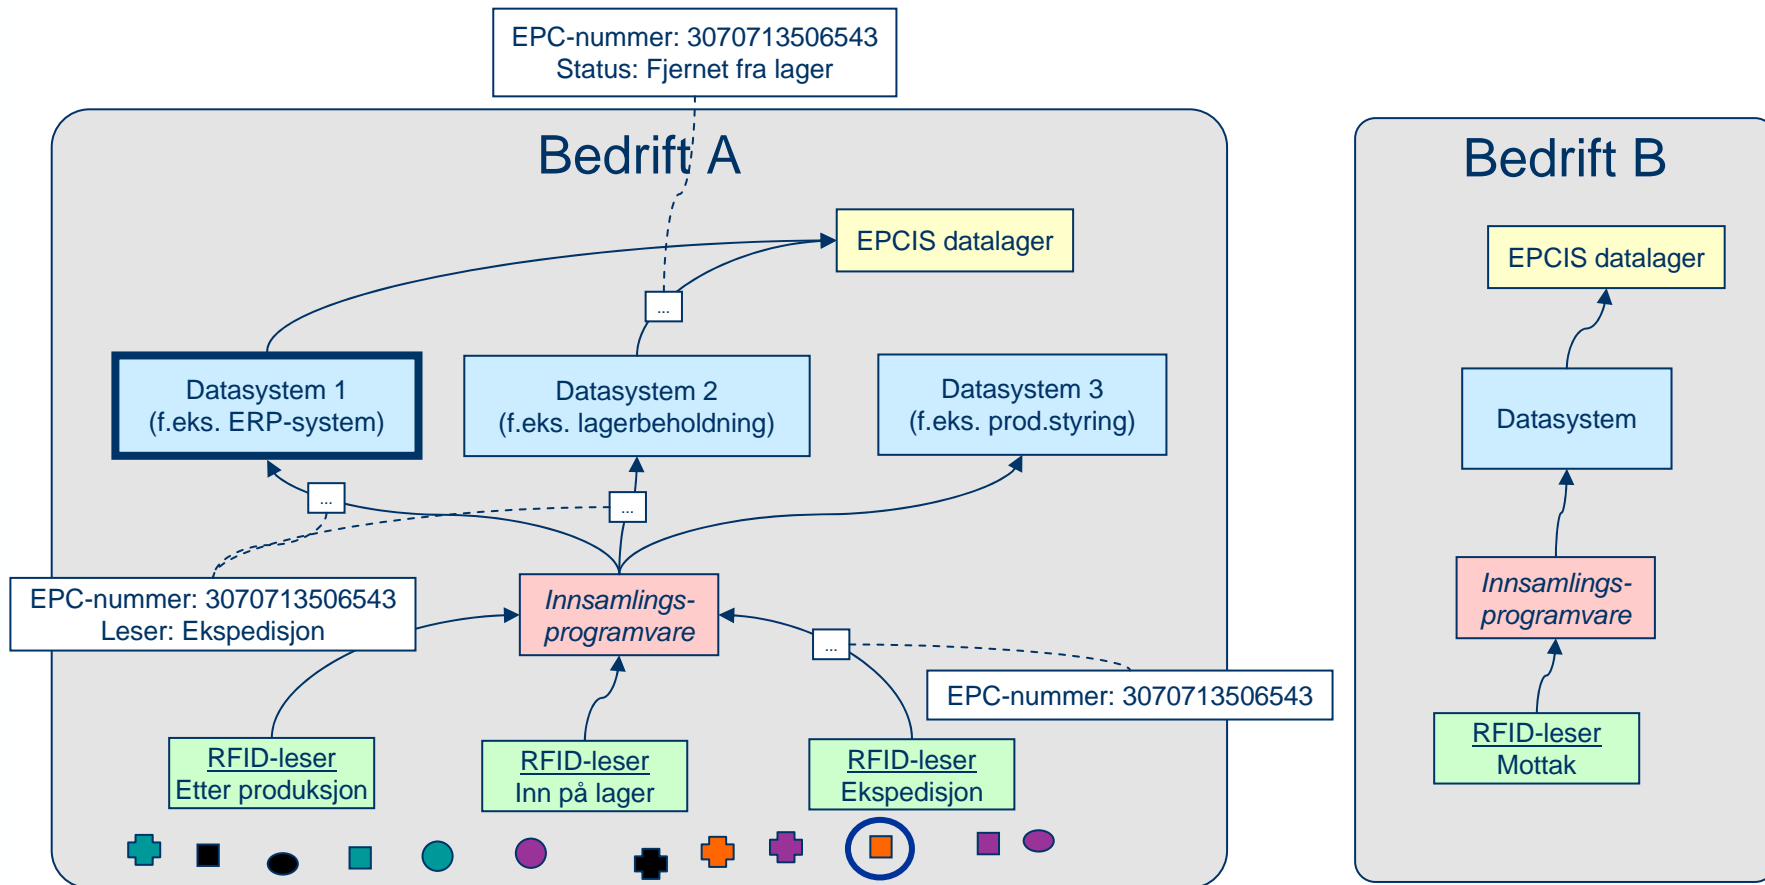 EPC-nummer: 3070713506543
Status: Fjernet fra lager
Bedrift A
EPCIS datalager
...
Datasystem 1
(f.eks. ERP-system)
Datasystem 2
(f.eks. lagerbeholdning)
Datasystem 3
(f.eks. prod.styring)
...
...
EPC-nummer: 3070713506543
Leser: Ekspedisjon
Innsamlings-
programvare
...
EPC-nummer: 3070713506543
RFID-leser
Etter produksjon
RFID-leser
Inn på lager
RFID-leser
Ekspedisjon
Bedrift B
EPCIS datalager
Datasystem
Innsamlings-
programvare
RFID-leser
Mottak